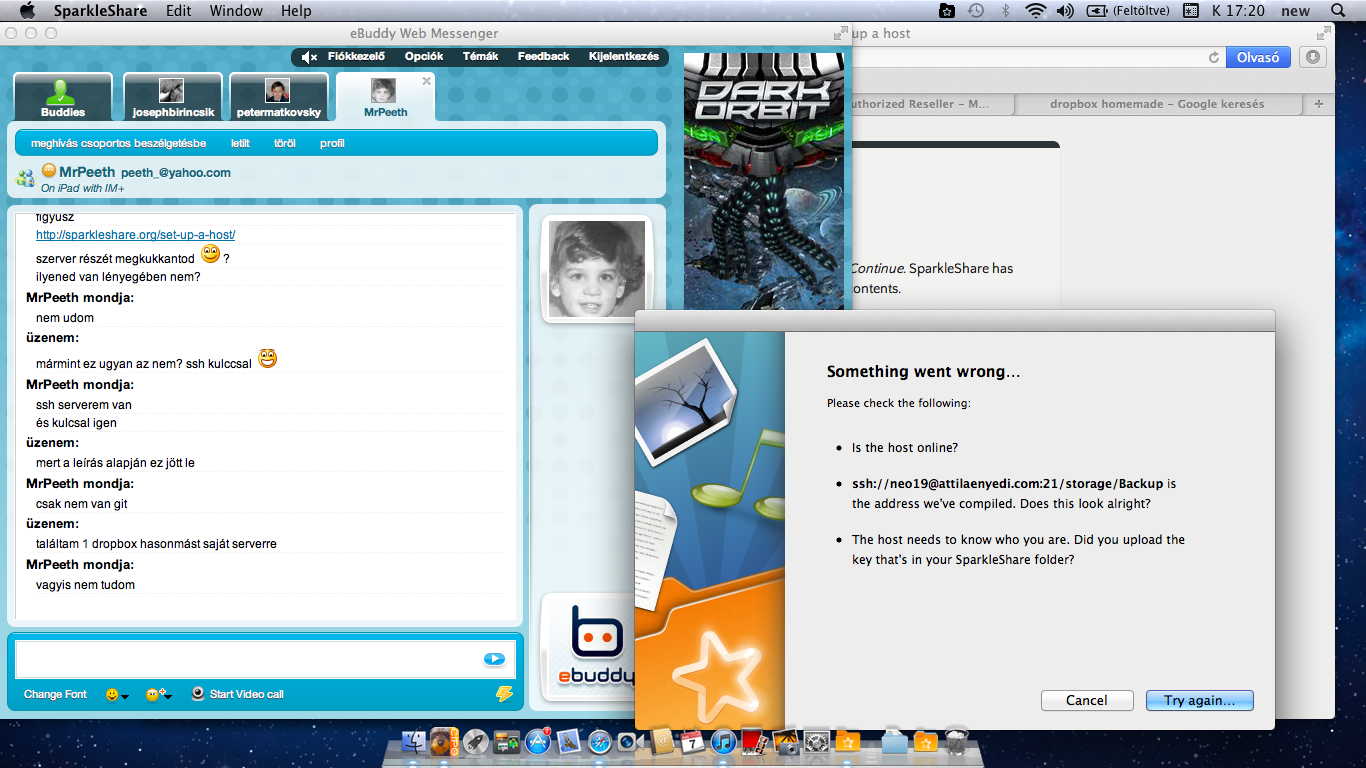 SparkleShare Edit Window Help
(Feltöltve) K 17:20 new
eBuddy Web Messenger
up a host
Fiókkezelő Opciók Témák Feedback Kijelentkezés
Olvasó
Buddies josephbirincsik petermatkovsky MrPeeth
uthorized Reseller – M... dropbox homemade – Google keresés
meghívás csoportos beszélgetésbe letilt töröl profil
MrPeeth peeth_@yahoo.com
On iPad with IM+
DARK
ORBIT
figyusz
http://sparkleshare.org/set-up-a-host/
szerver részét megkukkantod ?
ilyened van lényegében nem?
MrPeeth mondja:
nem udom
üzenem:
mármint ez ugyan az nem? ssh kulccsal
MrPeeth mondja:
ssh serverem van
és kulcsal igen
üzenem:
mert a leírás alapján ez jött le
MrPeeth mondja:
csak nem van git
üzenem:
találtam 1 dropbox hasonmást saját serverre
MrPeeth mondja:
vagyis nem tudom
Continue. SparkleShare has
ontents.
Something went wrong…
Please check the following:
• Is the host online?
• ssh://neo19@attilaenyedi.com:21/storage/Backup is
the address we've compiled. Does this look alright?
• The host needs to know who you are. Did you upload the
key that's in your SparkleShare folder?
Cancel Try again…
ebuddy
Change Font Start Video call
7